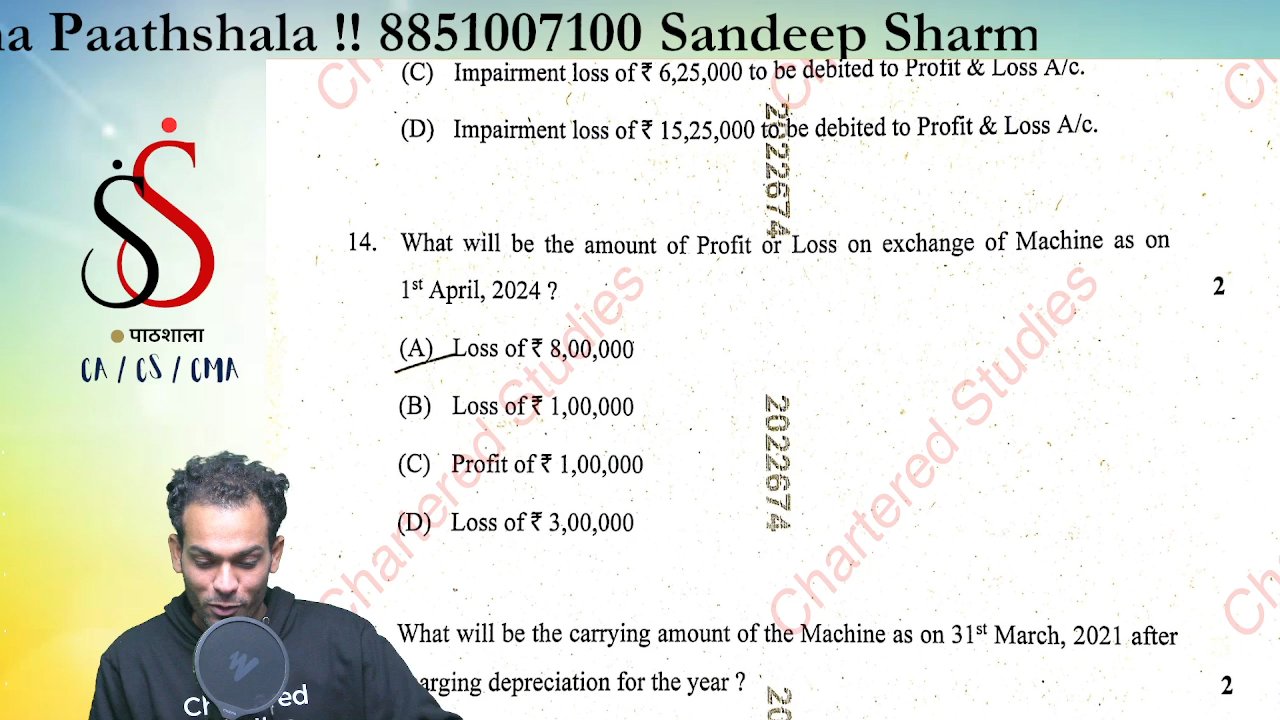 a Paathshala !! 8851007100 Sandeep Sharm
(C) Impairment loss of ₹ 6,25,000 to be debited to Profit & Loss A/c.
(D) Impairment loss of ₹ 15,25,000 to be debited to Profit & Loss A/c.
2022674
14. What will be the amount of Profit or Loss on exchange of Machine as on
1st April, 2024 ?
2
(A) Loss of ₹ 8,00,000
(B) Loss of ₹ 1,00,000
(C) Profit of ₹ 1,00,000
(D) Loss of ₹ 3,00,000
2022674
What will be the carrying amount of the Machine as on 31st March, 2021 after
arging depreciation for the year ?
2
20
पाठशाला
CA / CS / CMA
Chartered Studies
Chartered Studies